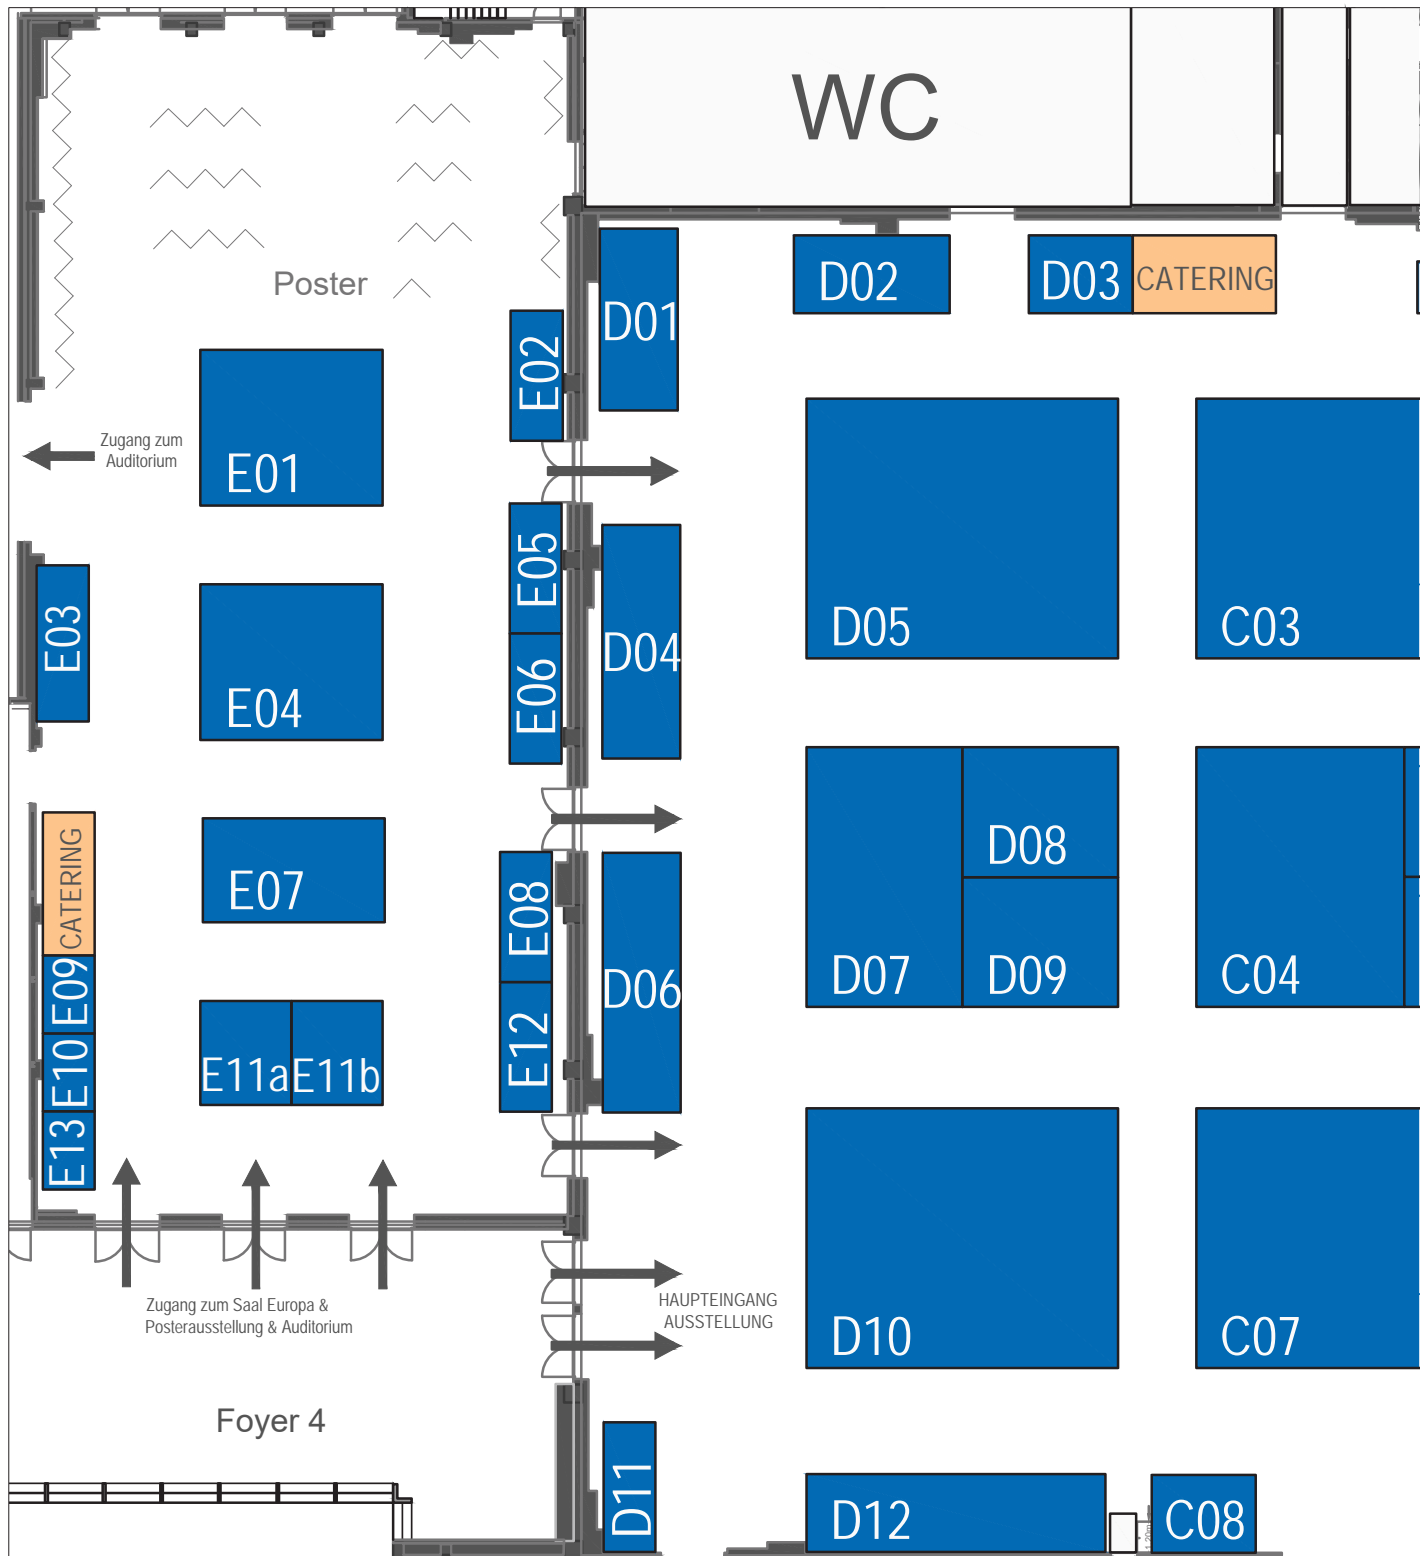 WC
Poster
D01
D02
D03
CATERING
E02
E01
Zugang zum
Auditorium
E05
E03
E04
E06
D04
D05
C03
CATERING
E07
E08
D06
D07
D08
D09
C04
E09
E10
E13
E11a
E11b
E12
Zugang zum Saal Europa &
Posterausstellung & Auditorium
HAUPTEINGANG
AUSSTELLUNG
D10
C07
Foyer 4
D11
D12
C08